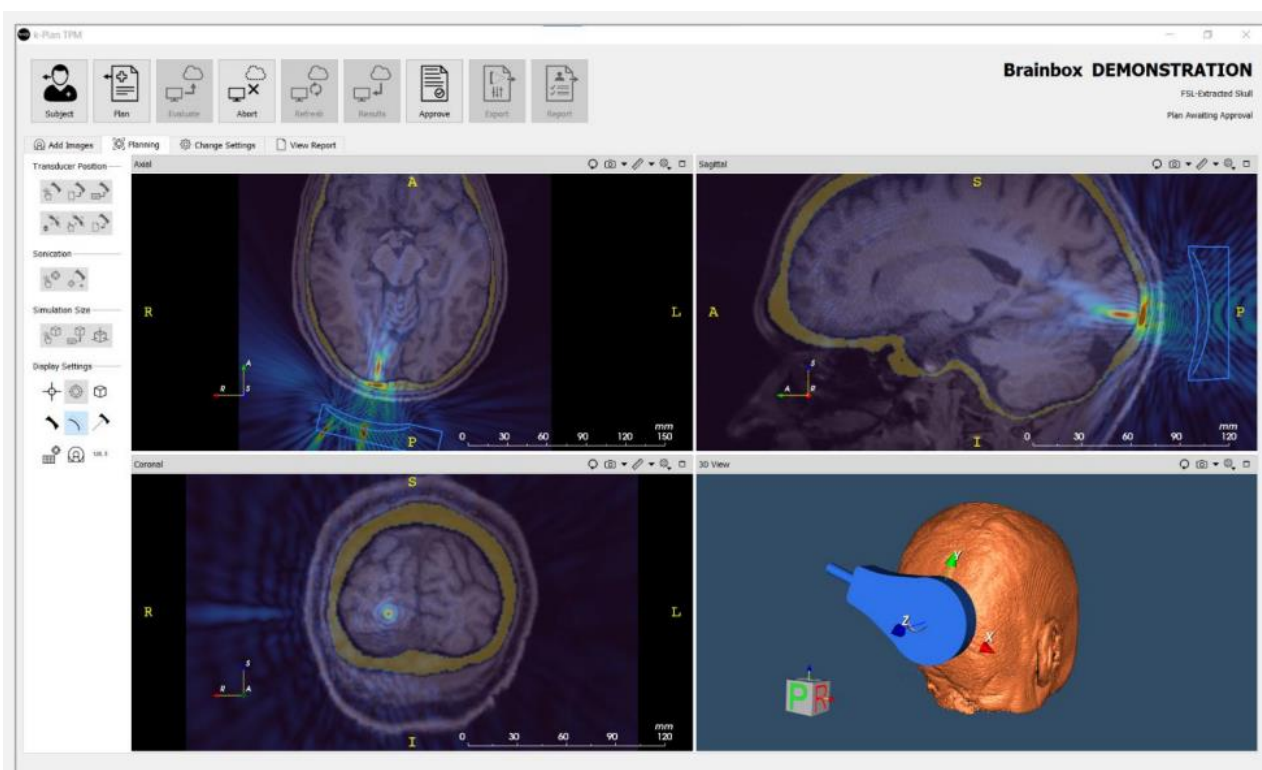 k-Plan TPM
Subject
Plan
Evaluate
Abort
Refresh
Results
Approve
Export
Report
Brainbox DEMONSTRATION
FSL-Extracted Skull
Plan Awaiting Approval
Add Images
Planning
Change Settings
View Report
Transducer Position
Sonication
Simulation Size
Display Settings
Axial
A
R
L
P
A
R
S
mm
0 30 60 90 120 150
Sagittal
S
A
P
I
S
A
R
mm
0 30 60 90 120
Coronal
S
R
L
I
S
R
A
mm
0 30 60 90 120
3D View
Y
Z
X
P
R